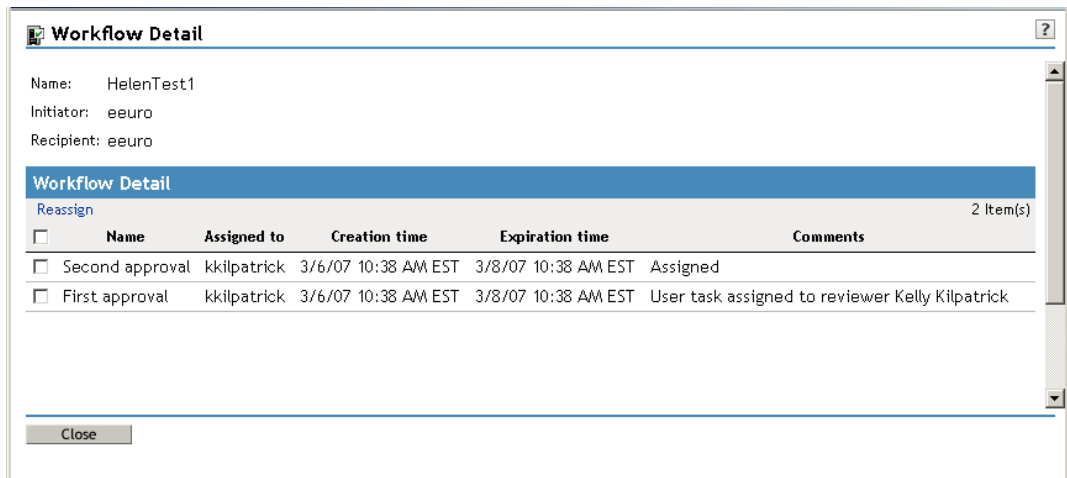 Workflow Detail
?
Name: HelenTest1
Initiator: eeuro
Recipient: eeuro
Workflow Detail
Reassign 2 Item(s)
Name Assigned to Creation time Expiration time Comments
Second approval kkilpatrick 3/6/07 10:38 AM EST 3/8/07 10:38 AM EST Assigned
First approval kkilpatrick 3/6/07 10:38 AM EST 3/8/07 10:38 AM EST User task assigned to reviewer Kelly Kilpatrick
Close